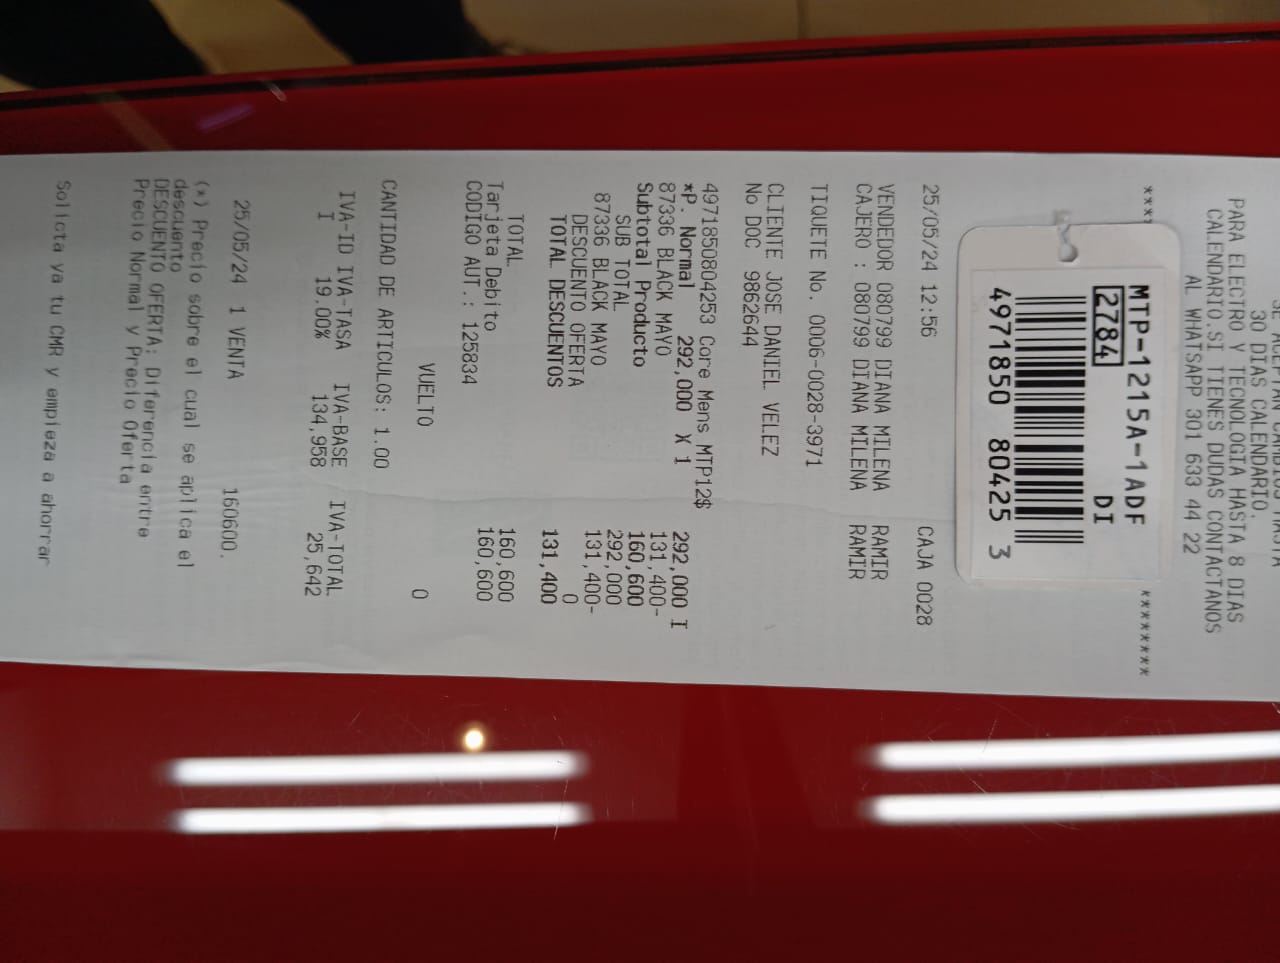 SE ACEPTAN CAMBIOS HASTA
30 DIAS CALENDARIO.
PARA ELECTRO Y TECNOLOGIA HASTA 8 DIAS
CALENDARIO.SI TIENES DUDAS CONTACTANOS
AL WHATSAPP 301 633 44 22
**** ********
MTP-1215A-1ADF
2784 DI
4971850 80425 3
25/05/24 12:56 CAJA 0028
VENDEDOR 080799 DIANA MILENA RAMIR
CAJERO : 080799 DIANA MILENA RAMIR
TIQUETE No. 0006-0028-3971
CLIENTE JOSE DANIEL VELEZ
No DOC 9862644
4971850804253 Core Mens MTP12$
*P. Normal 292,000 X 1 292,000 I
87336 BLACK MAYO 131,400-
Subtotal Producto 160,600
SUB TOTAL 292,000
87336 BLACK MAYO 131,400-
DESCUENTO OFERTA 0
TOTAL DESCUENTOS 131,400
TOTAL 160,600
Tarjeta Debito 160,600
CODIGO AUT.: 125834
VUELTO 0
CANTIDAD DE ARTICULOS: 1.00
IVA-ID IVA-TASA IVA-BASE IVA-TOTAL
I 19.00% 134,958 25,642
25/05/24 1 VENTA 160600.
(*) Precio sobre el cual se aplica el
descuento
DESCUENTO OFERTA: Diferencia entre
Precio Normal y Precio Oferta
Solicta ya tu CMR y empieza a ahorrar